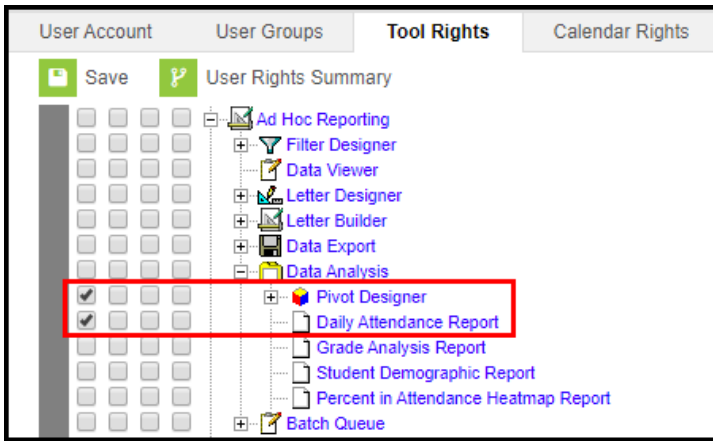 User Account User Groups Tool Rights Calendar Rights
Save User Rights Summary
Ad Hoc Reporting
Filter Designer
Data Viewer
Letter Designer
Letter Builder
Data Export
Data Analysis
Pivot Designer
Daily Attendance Report
Grade Analysis Report
Student Demographic Report
Percent in Attendance Heatmap Report
Batch Queue